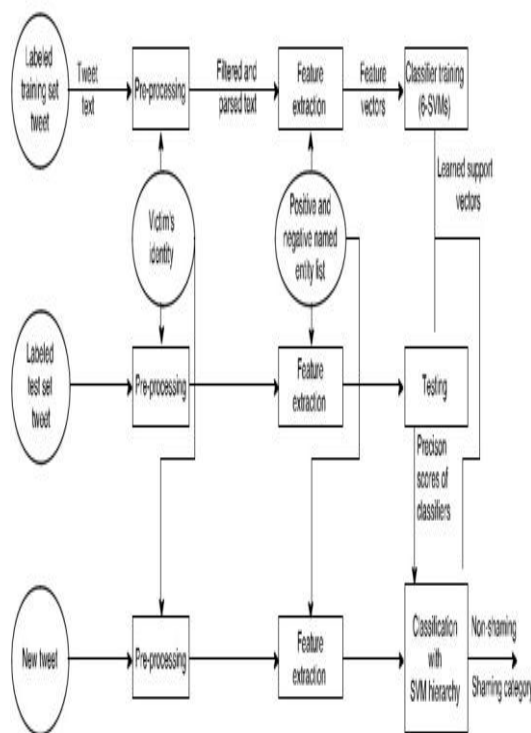 Labeled
training set
tweet
Tweet
text
Pre-processing
Filtered and
parsed text
Feature
extraction
Feature
vectors
Classifier training
(6-SVMs)
Learned support
vectors
Victim's
identity
Positive and
negative named
entity list
Labeled
test set
tweet
Pre-processing
Feature
extraction
Testing
Precison
scores of
classifiers
New tweet
Pre-processing
Feature
extraction
Classification
with
SVM hierarchy
Non-shaming
Shaming category